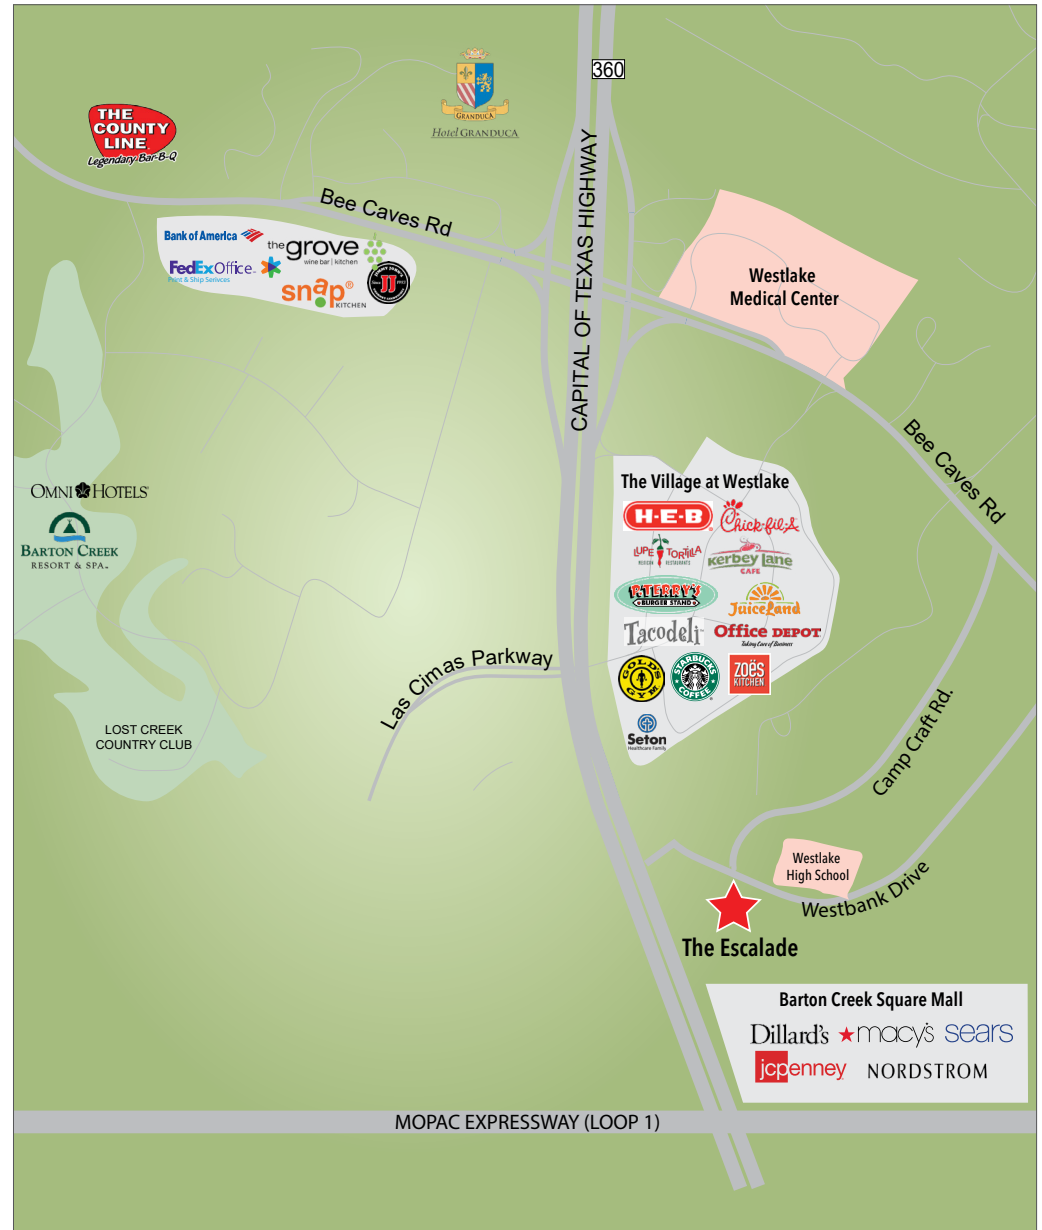 360
GRANDUCA
Hotel GRANDUCA
THE
COUNTY
LINE
Legendary Bar-B-Q
Bee Caves Rd
CAPITAL OF TEXAS HIGHWAY
Bank of America
the grove
wine bar | kitchen
FedEx Office
Print & Ship Serivces
snap®
KITCHEN
JJ
Westlake
Medical Center
Bee Caves Rd
OMNI HOTELS
BARTON CREEK
RESORT & SPA
The Village at Westlake
H-E-B
Chick-fil-A
LUPE TORTILLA
MEXICAN RESTAURANTS
Kerbey Lane
CAFE
P.TERRY'S
BURGER STAND
JuiceLand
Tacodeli
Office DEPOT
Taking Care of Business
GOLD'S
GYM
STARBUCKS
COFFEE
ZOËS
KITCHEN
Seton
Healthcare Family
Las Cimas Parkway
LOST CREEK
COUNTRY CLUB
Camp Craft Rd.
Westlake
High School
Westbank Drive
The Escalade
Barton Creek Square Mall
Dillard's macy's sears
jcpenney NORDSTROM
MOPAC EXPRESSWAY (LOOP 1)